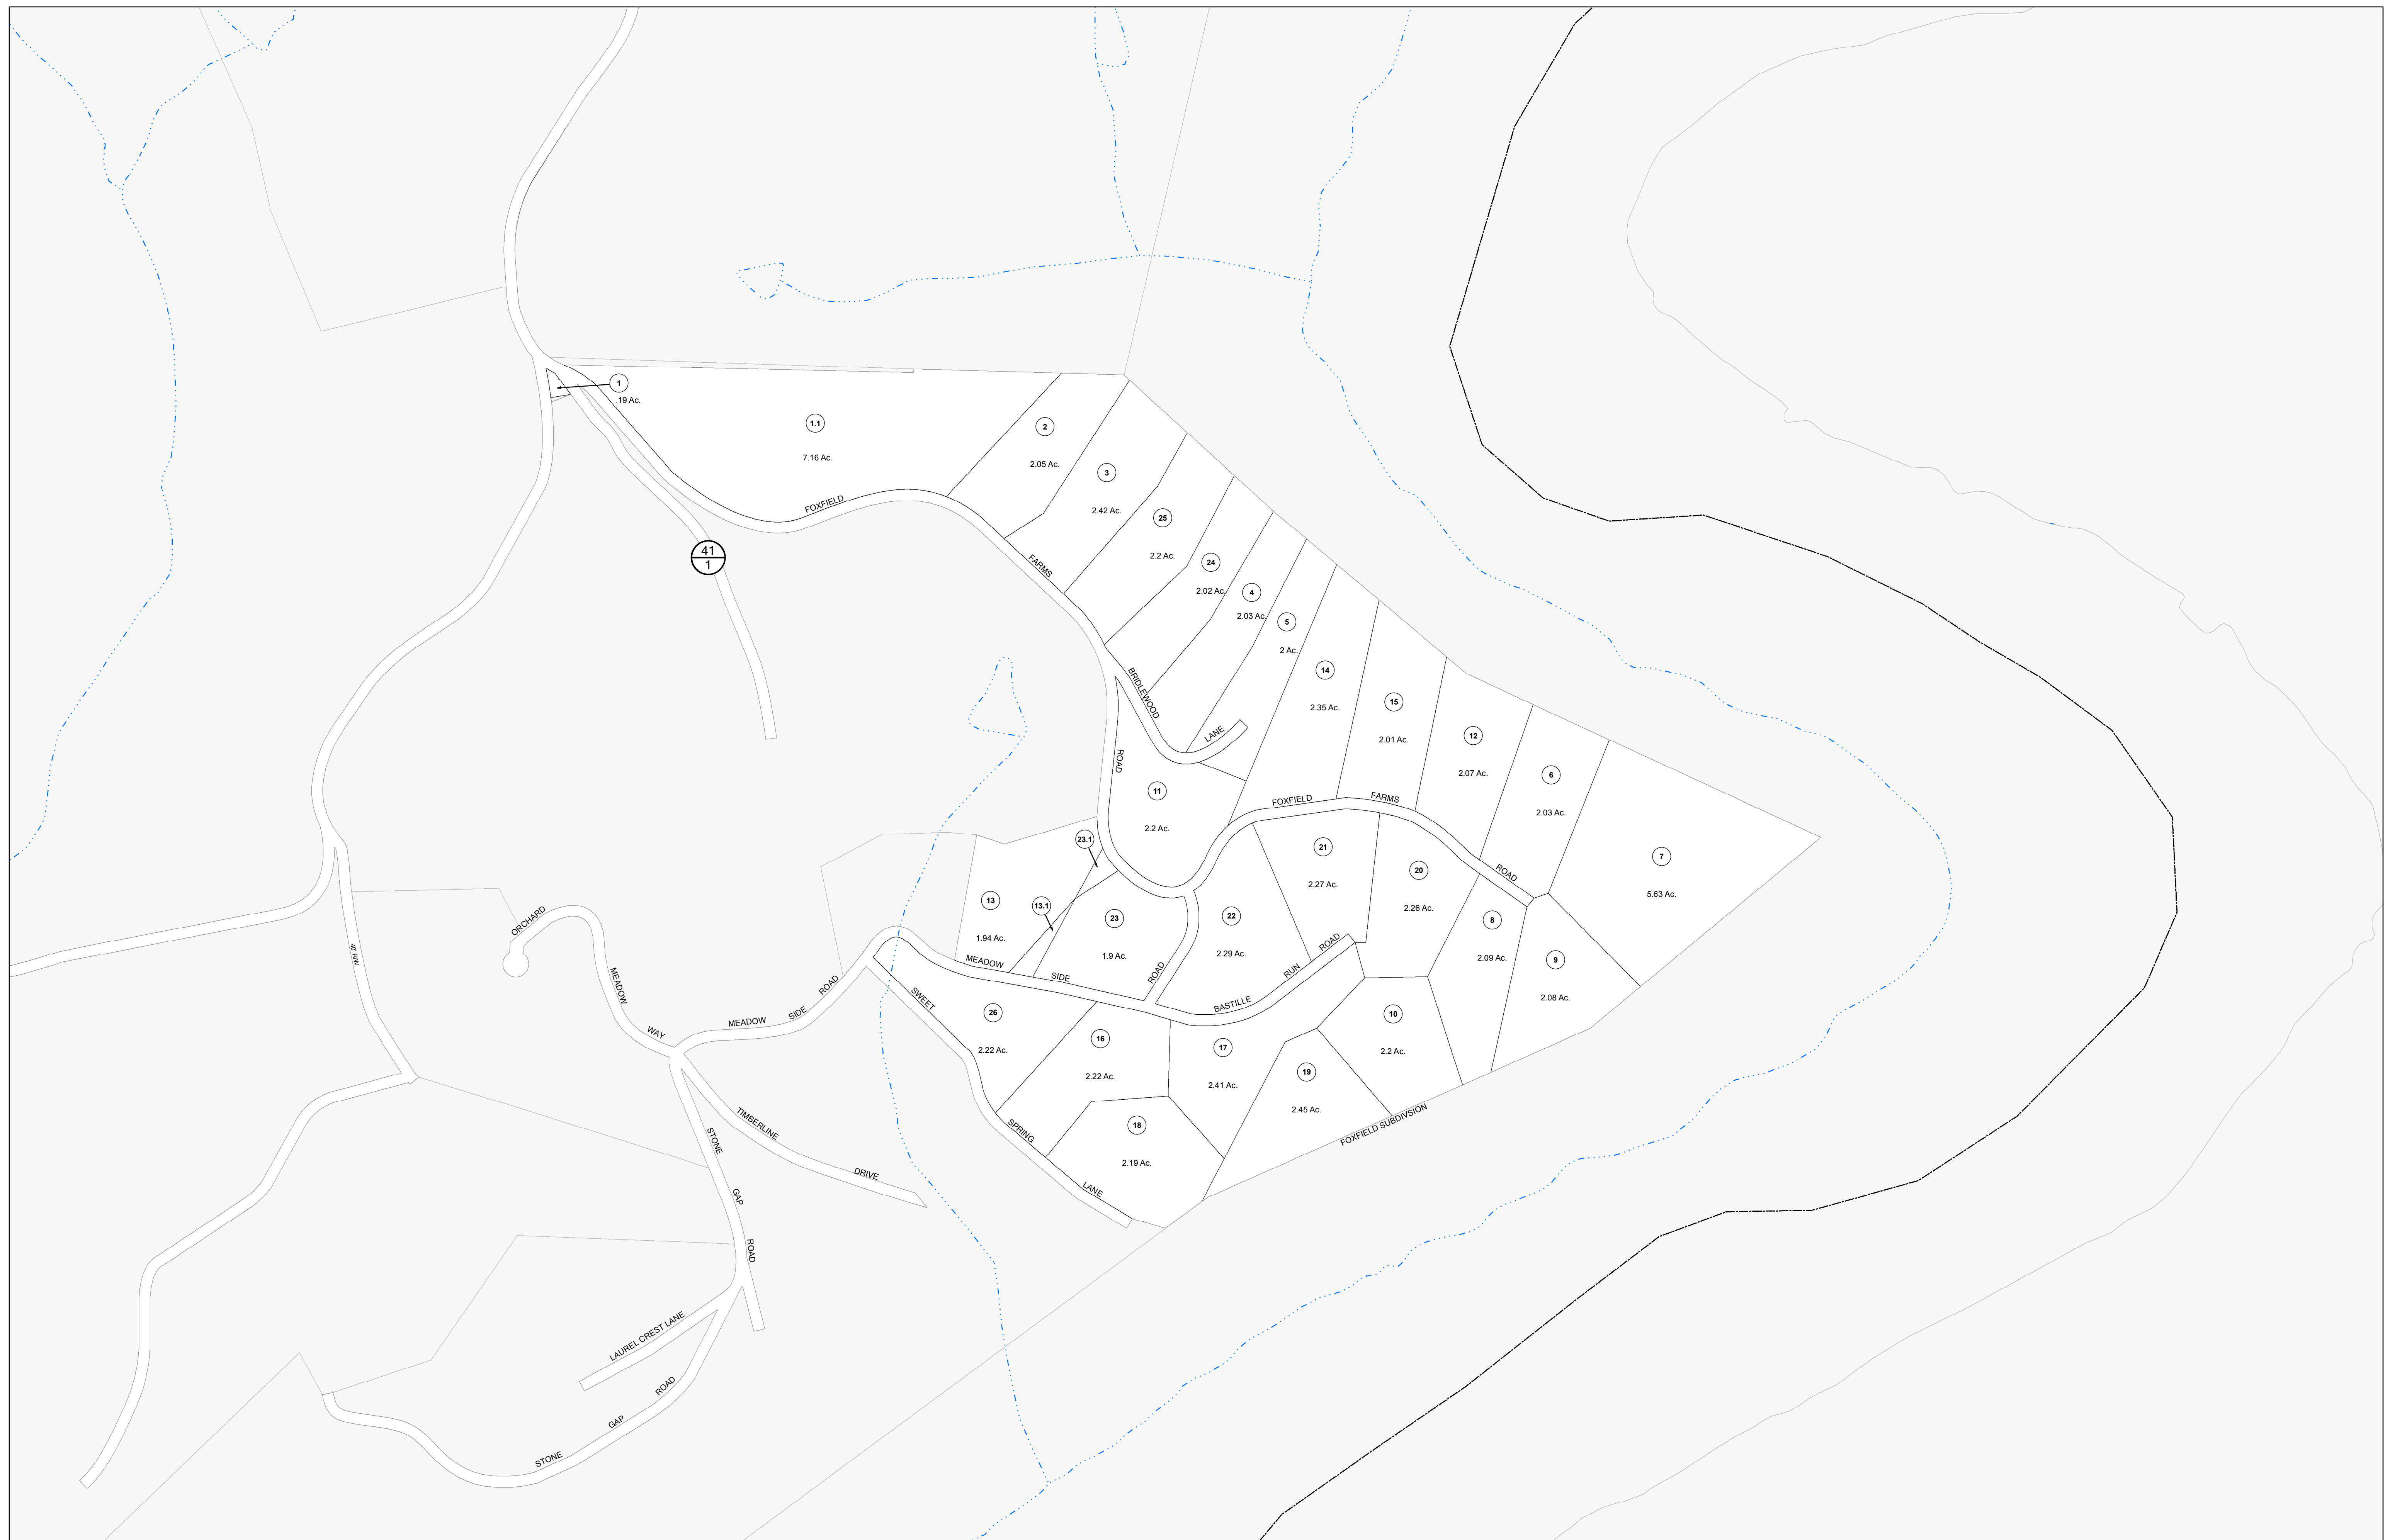 1
.19 Ac.
1.1
7.16 Ac.
2
2.05 Ac.
3
2.42 Ac.
FOXFIELD
25
2.2 Ac.
41
1
FARMS
24
2.02 Ac.
4
2.03 Ac.
5
2 Ac.
14
2.35 Ac.
BRIDLEWOOD
LANE
15
2.01 Ac.
12
2.07 Ac.
ROAD
6
2.03 Ac.
11
2.2 Ac.
FOXFIELD
FARMS
ROAD
23.1
21
2.27 Ac.
7
5.63 Ac.
20
2.26 Ac.
13
1.94 Ac.
13.1
23
1.9 Ac.
22
2.29 Ac.
8
2.09 Ac.
9
2.08 Ac.
ORCHARD
MEADOW
WAY
40' R/W
MEADOW
SIDE
ROAD
MEADOW
SIDE
ROAD
BASTILLE
RUN
ROAD
SWEET
SPRING
LANE
26
2.22 Ac.
16
2.22 Ac.
17
2.41 Ac.
10
2.2 Ac.
19
2.45 Ac.
18
2.19 Ac.
FOXFIELD SUBDIVSION
TIMBERLINE
DRIVE
STONE
GAP
ROAD
LAUREL CREST LANE
STONE
GAP
ROAD